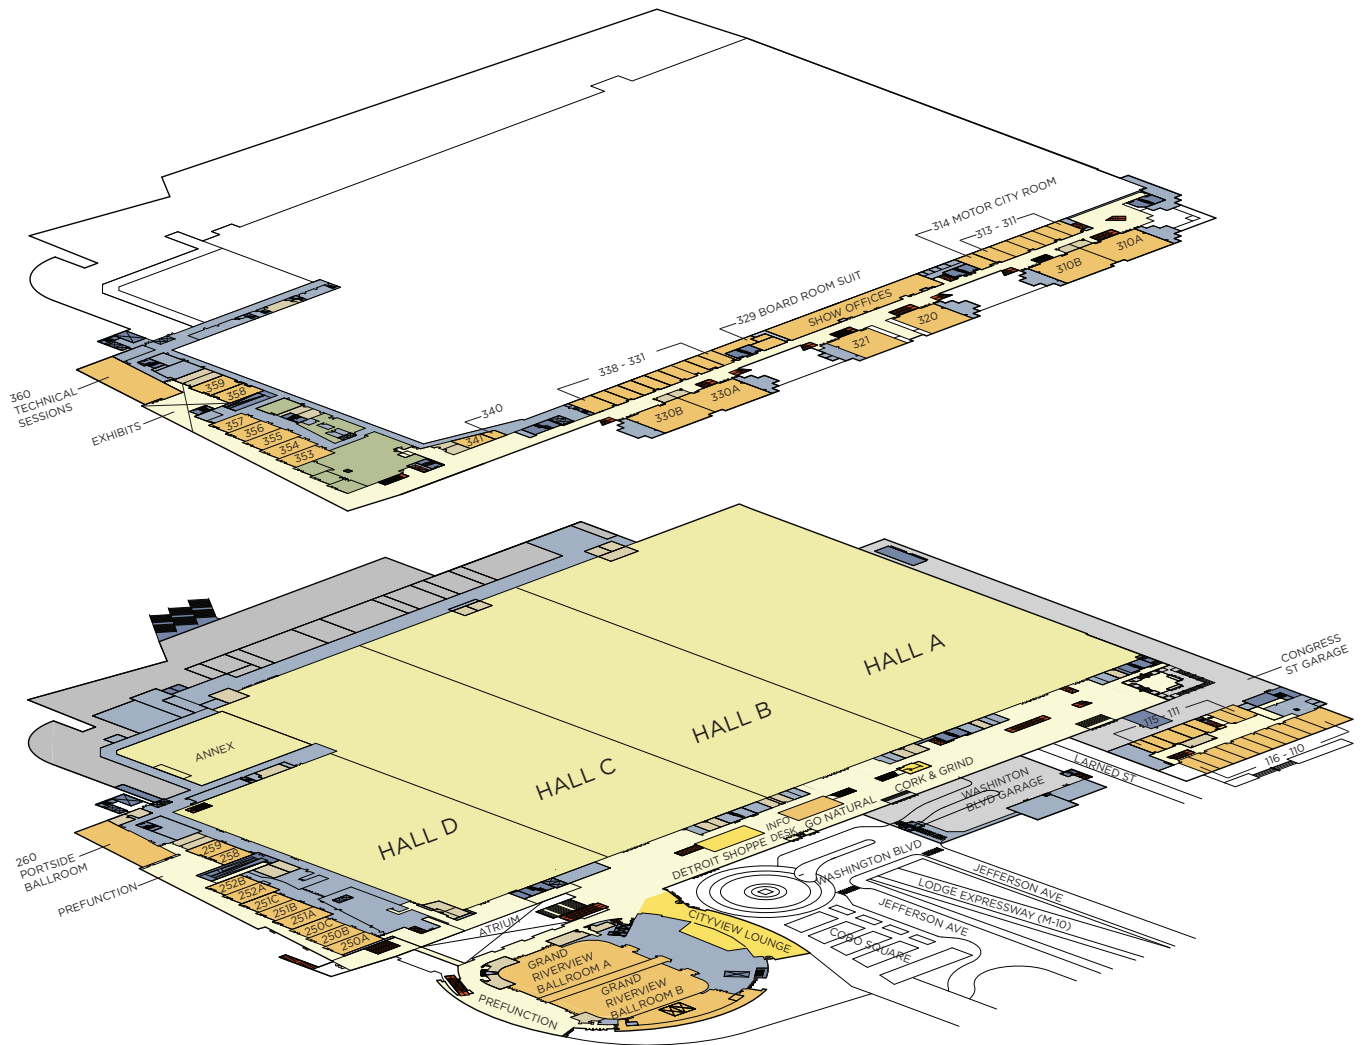 314 MOTOR CITY ROOM
313 - 311
310A
310B
329 BOARD ROOM SUIT
SHOW OFFICES
320
321
338 - 331
330A
330B
340
341
360
TECHNICAL
SESSIONS
359
358
EXHIBITS
357
356
355
354
353
HALL A
HALL B
HALL C
HALL D
ANNEX
CONGRESS
ST GARAGE
115 - 111
116 - 110
LARNED ST
CORK & GRIND
WASHINTON
BLVD GARAGE
GO NATURAL
INFO
DESK
DETROIT SHOPPE
WASHINGTON BLVD
JEFFERSON AVE
LODGE EXPRESSWAY (M-10)
JEFFERSON AVE
COBO SQUARE
CITYVIEW LOUNGE
260
PORTSIDE
BALLROOM
PREFUNCTION
259
258
252B
252A
251C
251B
251A
250C
250B
250A
ATRIUM
GRAND
RIVERVIEW
BALLROOM A
GRAND
RIVERVIEW
BALLROOM B
PREFUNCTION